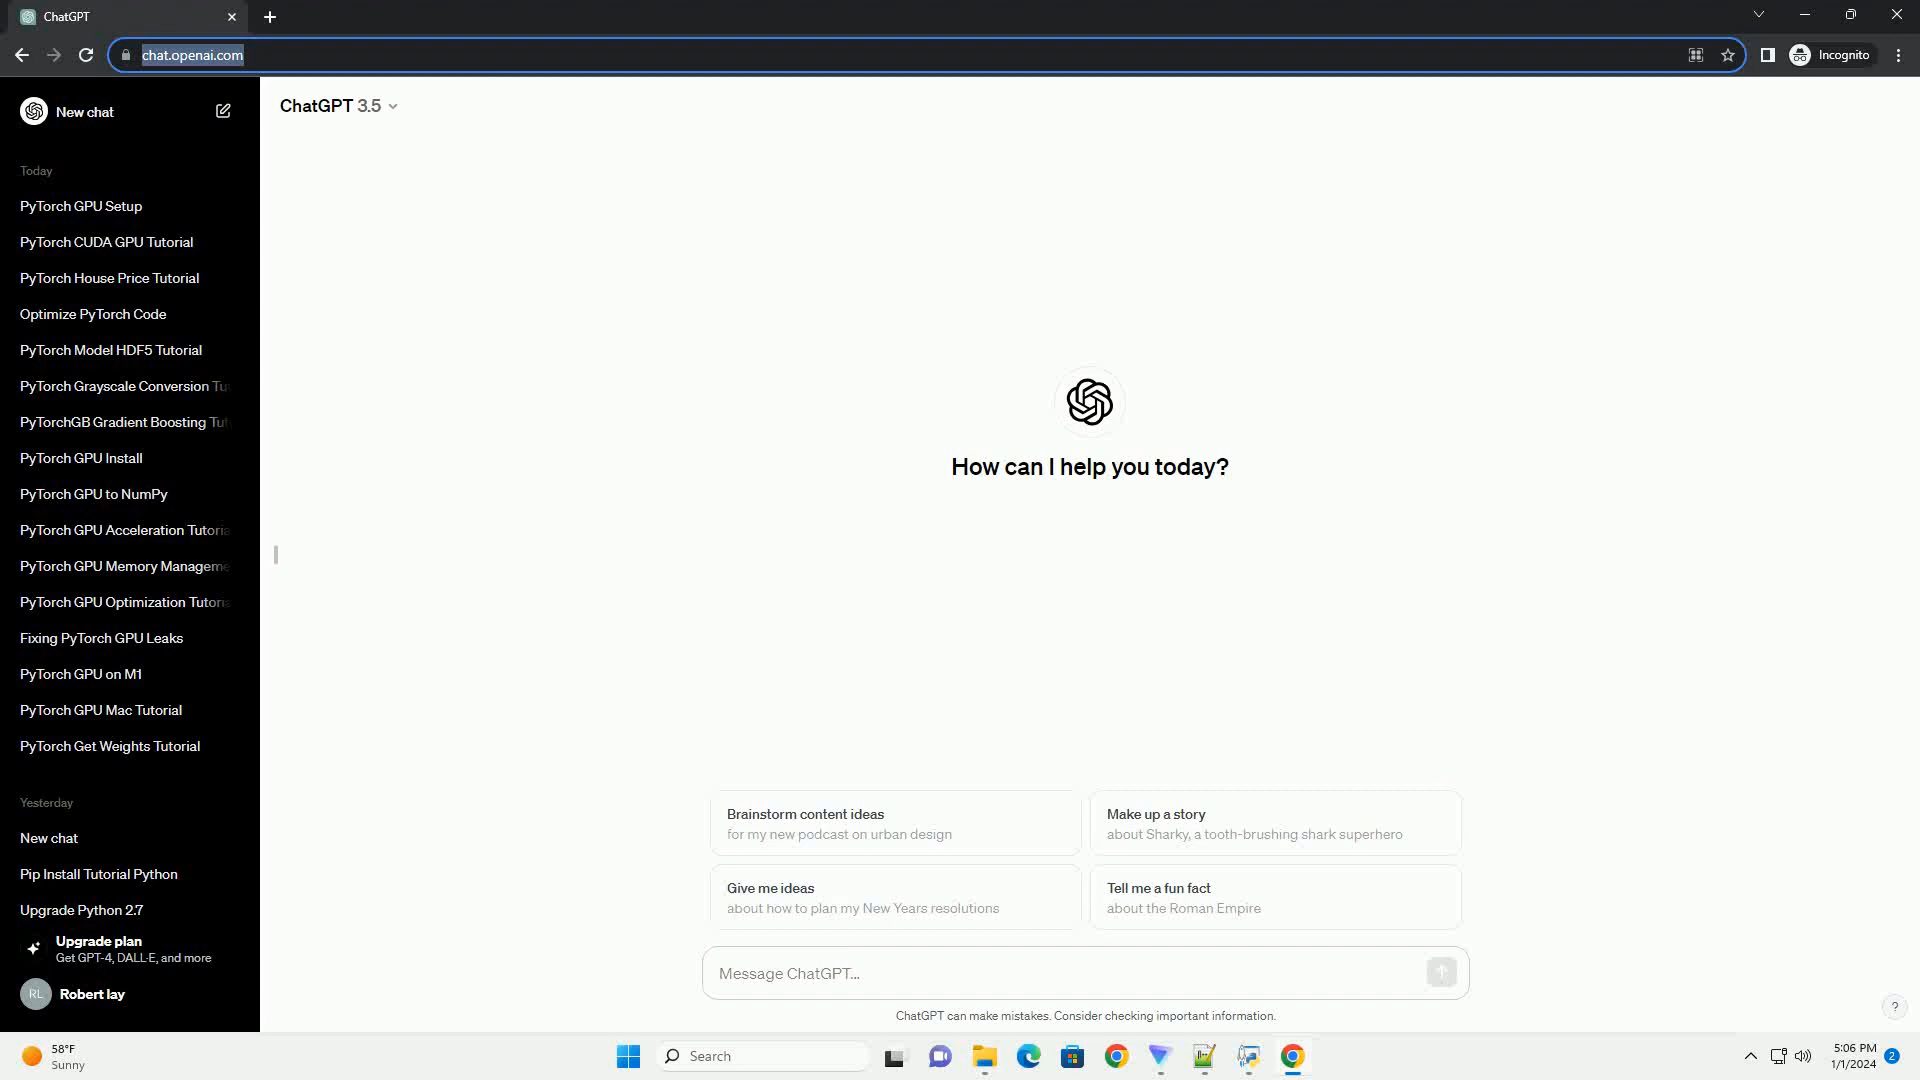 ChatGPT
chat.openai.com
Incognito
New chat
ChatGPT 3.5
Today
PyTorch GPU Setup
PyTorch CUDA GPU Tutorial
PyTorch House Price Tutorial
Optimize PyTorch Code
PyTorch Model HDF5 Tutorial
PyTorch Grayscale Conversion Tu
PyTorchGB Gradient Boosting Tut
PyTorch GPU Install
PyTorch GPU to NumPy
PyTorch GPU Acceleration Tutoria
PyTorch GPU Memory Manageme
PyTorch GPU Optimization Tutoria
Fixing PyTorch GPU Leaks
PyTorch GPU on M1
PyTorch GPU Mac Tutorial
PyTorch Get Weights Tutorial
Yesterday
New chat
Pip Install Tutorial Python
Upgrade Python 2.7
Upgrade plan
Get GPT-4, DALL·E, and more
RL Robert lay
How can I help you today?
Brainstorm content ideas
for my new podcast on urban design
Make up a story
about Sharky, a tooth-brushing shark superhero
Give me ideas
about how to plan my New Years resolutions
Tell me a fun fact
about the Roman Empire
Message ChatGPT...
ChatGPT can make mistakes. Consider checking important information.
?
58°F
Sunny
Search
5:06 PM
1/1/2024
2